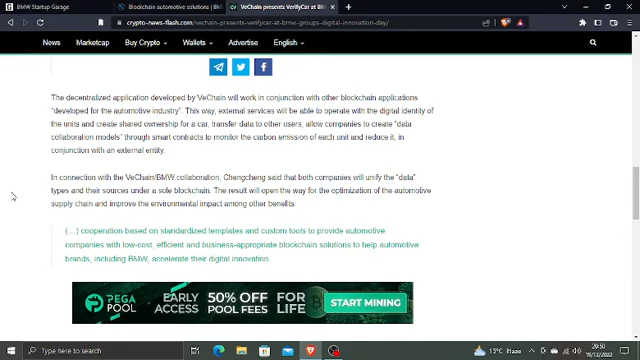 BMW Startup Garage
Blockchain automotive solutions | BM
VeChain presents VerifyCar at BM
crypto-news-flash.com/vechain-presents-verifycar-at-bmw-groups-digital-innovation-day/
News Marketcap Buy Crypto Wallets Advertise English
The decentralized application developed by VeChain will work in conjunction with other blockchain applications
"developed for the automotive industry". This way, external services will be able to operate with the digital identity of
the units and create shared ownership for a car, transfer data to other users, allow companies to create "data
collaboration models" through smart contracts to monitor the carbon emission of each unit and reduce it, in
conjunction with an external entity.
In connection with the VeChain/BMW collaboration, Chengcheng said that both companies will unify the "data"
types and their sources under a sole blockchain. The result will open the way for the optimization of the automotive
supply chain and improve the environmental impact among other benefits.
(…) cooperation based on standardized templates and custom tools to provide automotive
companies with low-cost, efficient and business-appropriate blockchain solutions to help automotive
brands, including BMW, accelerate their digital innovation
PEGA POOL
EARLY ACCESS
50% OFF POOL FEES
FOR LIFE
START MINING
Type here to search
13°C Haze
20:50
19/12/2022